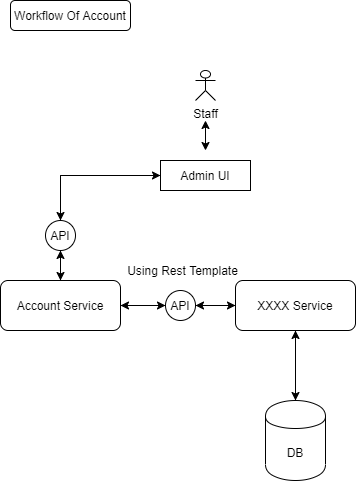 Workflow Of Account
Staff
Admin UI
API
Using Rest Template
Account Service
API
XXXX Service
DB